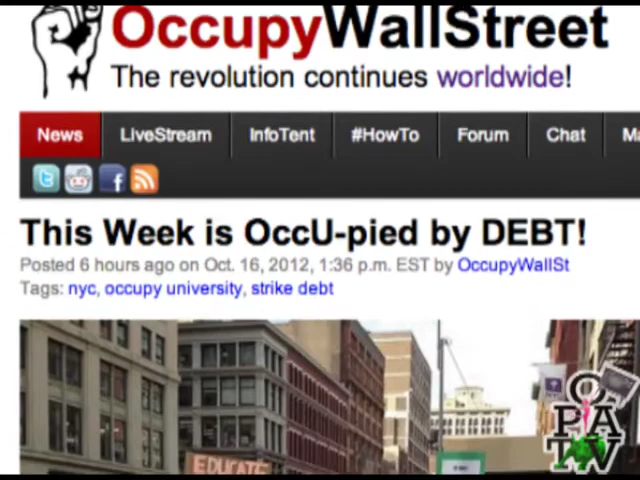 OccupyWallStreet
The revolution continues worldwide!
News LiveStream InfoTent #HowTo Forum Chat
This Week is OccU-pied by DEBT!
Posted 6 hours ago on Oct. 16, 2012, 1:36 p.m. EST by OccupyWallSt
Tags: nyc, occupy university, strike debt
EDUCATE
O
PA
TV